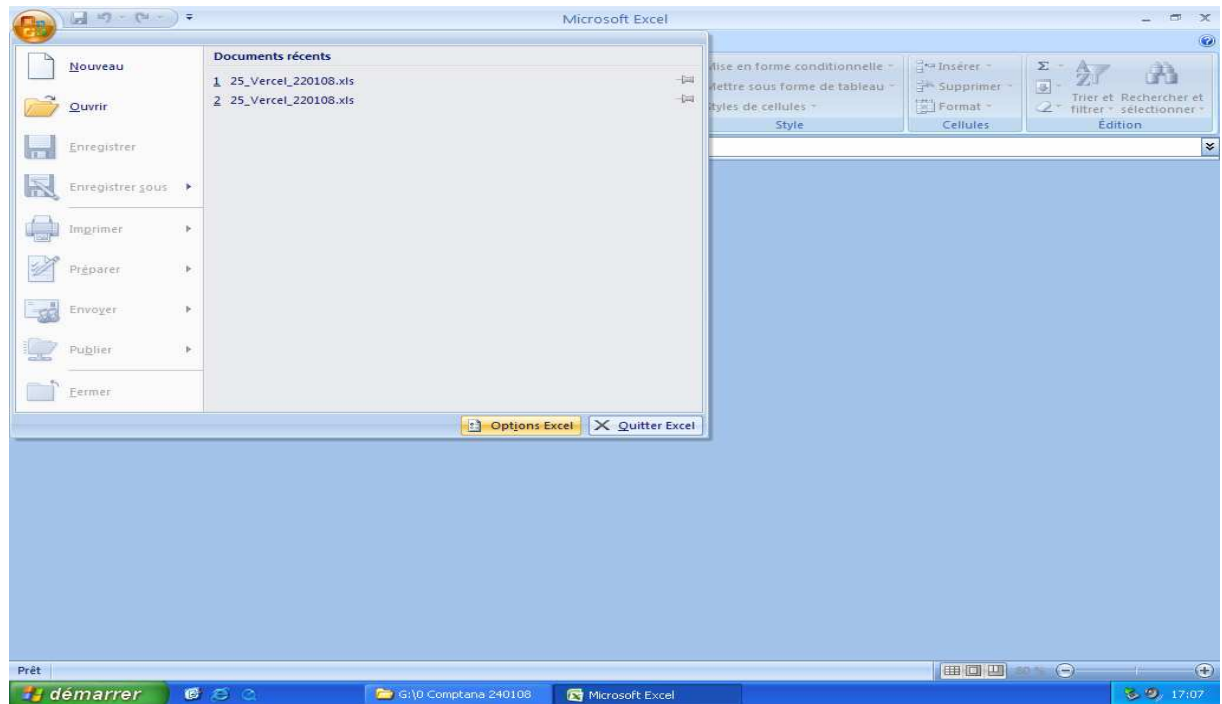 Microsoft Excel
Documents récents
Nouveau
1 25_Vercel_220108.xls
2 25_Vercel_220108.xls
Ouvrir
Enregistrer
Enregistrer sous
Imprimer
Préparer
Envoyer
Publier
Fermer
Options Excel
Quitter Excel
Mise en forme conditionnelle
Mettre sous forme de tableau
Styles de cellules
Style
Insérer
Supprimer
Format
Cellules
Σ
Trier et filtrer
Rechercher et sélectionner
Édition
Prêt
80 %
démarrer
G:\0 Comptana 240108
Microsoft Excel
17:07